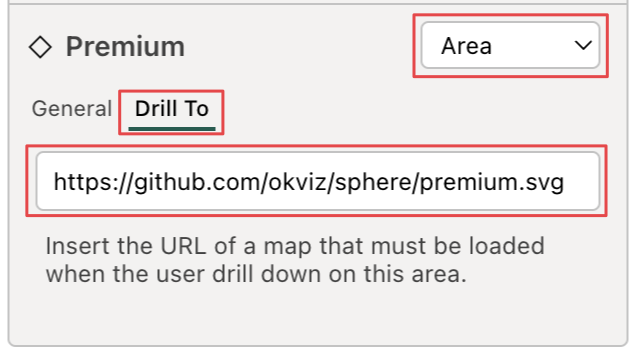 Premium
Area
General
Drill To
https://github.com/okviz/sphere/premium.svg
Insert the URL of a map that must be loaded
when the user drill down on this area.